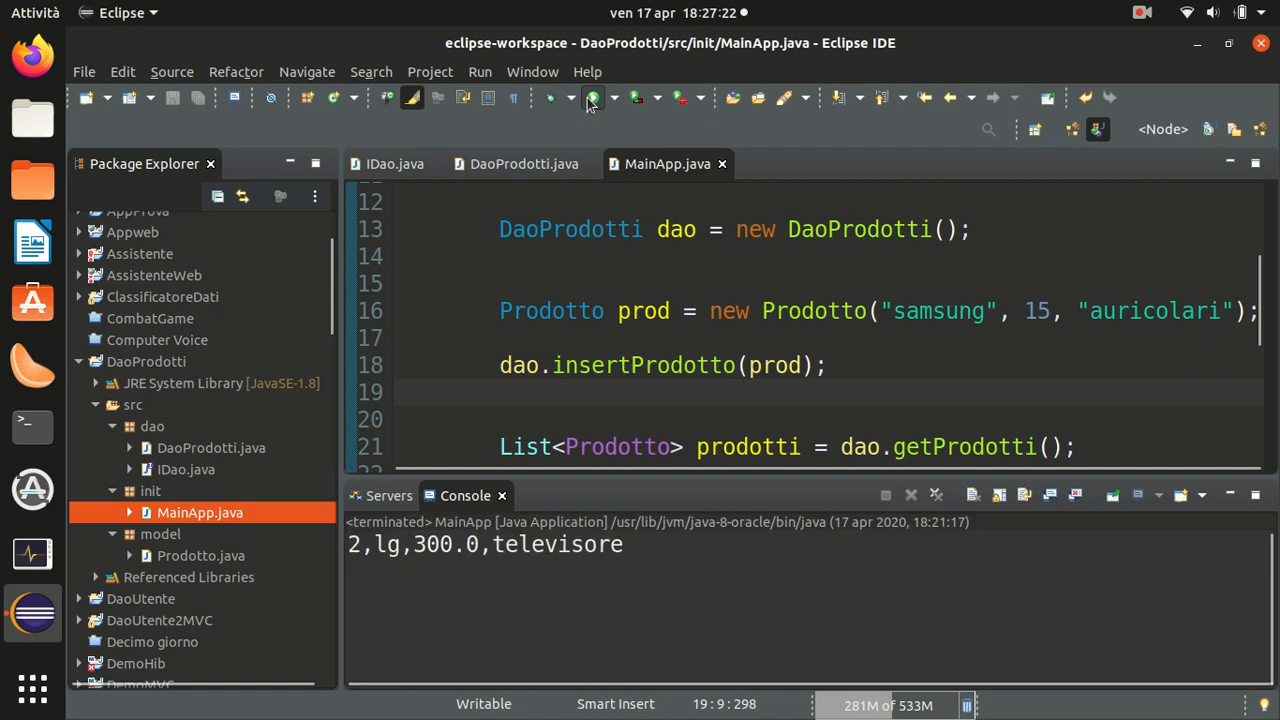 Attività
Eclipse
ven 17 apr 18:27:22
eclipse-workspace - DaoProdotti/src/init/MainApp.java - Eclipse IDE
File Edit Source Refactor Navigate Search Project Run Window Help
<Node>
Package Explorer
IDao.java
DaoProdotti.java
MainApp.java
AppProva
Appweb
Assistente
AssistenteWeb
ClassificatoreDati
CombatGame
Computer Voice
DaoProdotti
JRE System Library [JavaSE-1.8]
src
dao
DaoProdotti.java
IDao.java
init
MainApp.java
model
Prodotto.java
Referenced Libraries
DaoUtente
DaoUtente2MVC
Decimo giorno
DemoHib
DemoMVC
12
13 DaoProdotti dao = new DaoProdotti();
14
15
16 Prodotto prod = new Prodotto("samsung", 15, "auricolari");
17
18 dao.insertProdotto(prod);
19
20
21 List<Prodotto> prodotti = dao.getProdotti();
Servers
Console
<terminated> MainApp [Java Application] /usr/lib/jvm/java-8-oracle/bin/java (17 apr 2020, 18:21:17)
2,lg,300.0,televisore
Writable
Smart Insert
19 : 9 : 298
281M of 533M